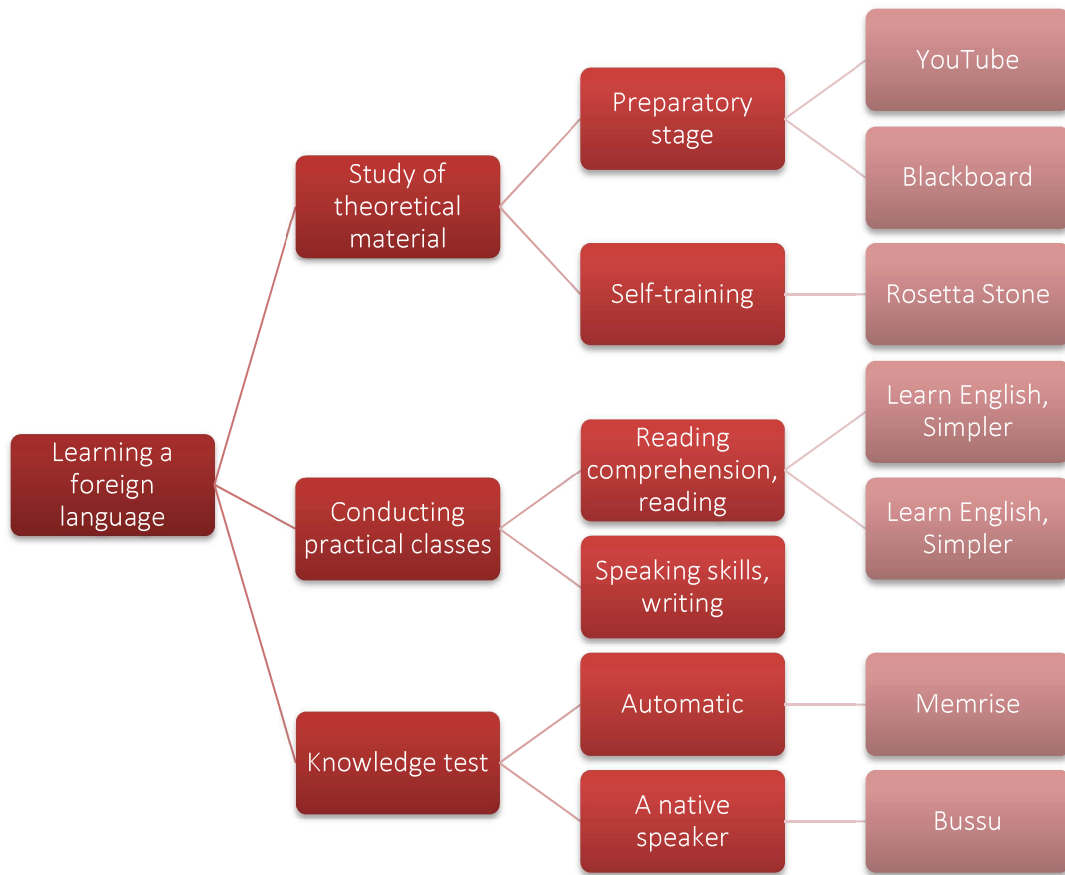 Learning a
foreign
language
Study of
theoretical
material
Preparatory
stage
YouTube
Blackboard
Self-training
Rosetta Stone
Conducting
practical classes
Reading
comprehension,
reading
Learn English,
Simpler
Learn English,
Simpler
Speaking skills,
writing
Knowledge test
Automatic
Memrise
A native
speaker
Bussu